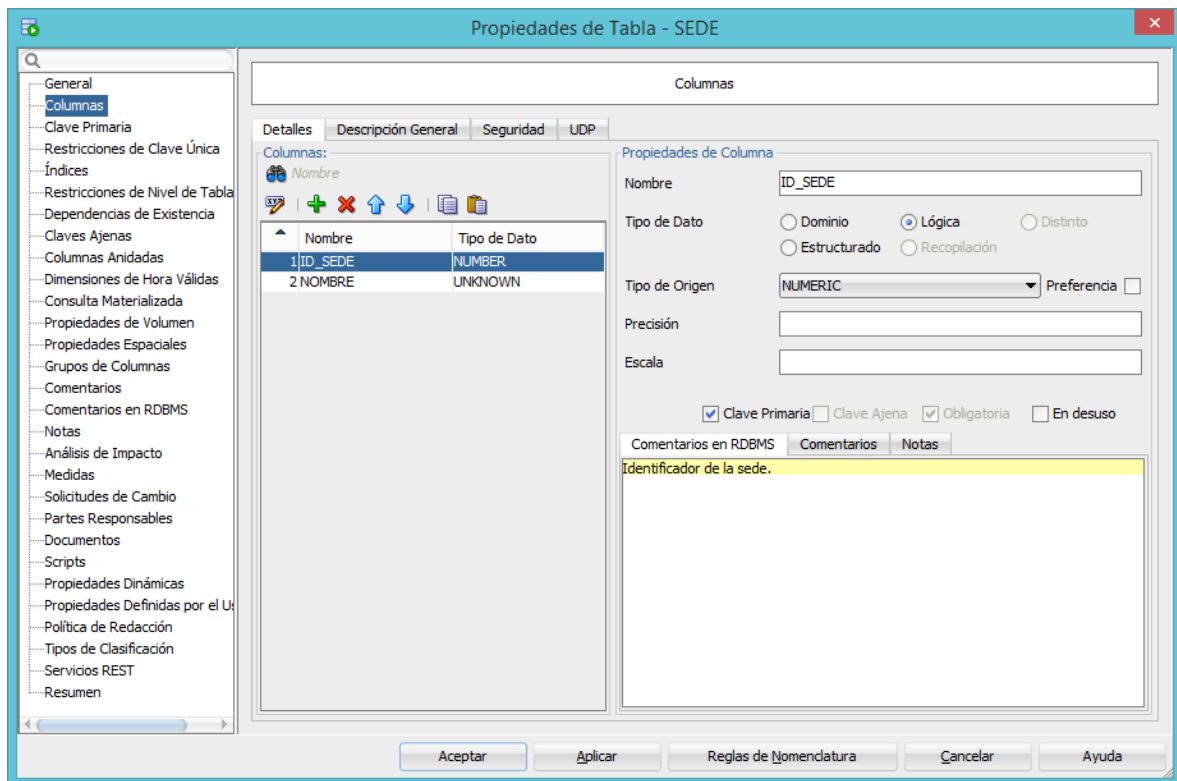 Propiedades de Tabla - SEDE
General
Columnas
Clave Primaria
Restricciones de Clave Única
Índices
Restricciones de Nivel de Tabla
Dependencias de Existencia
Claves Ajenas
Columnas Anidadas
Dimensiones de Hora Válidas
Consulta Materializada
Propiedades de Volumen
Propiedades Espaciales
Grupos de Columnas
Comentarios
Comentarios en RDBMS
Notas
Análisis de Impacto
Medidas
Solicitudes de Cambio
Partes Responsables
Documentos
Scripts
Propiedades Dinámicas
Propiedades Definidas por el Us
Política de Redacción
Tipos de Clasificación
Servicios REST
Resumen
Columnas
Detalles Descripción General Seguridad UDP
Columnas:
Nombre
Nombre Tipo de Dato
1 ID_SEDE NUMBER
2 NOMBRE UNKNOWN
Propiedades de Columna
Nombre ID_SEDE
Tipo de Dato Dominio Lógica Distinto
Estructurado Recopilación
Tipo de Origen NUMERIC Preferencia
Precisión
Escala
Clave Primaria Clave Ajena Obligatoria En desuso
Comentarios en RDBMS Comentarios Notas
Identificador de la sede.
Aceptar Aplicar Reglas de Nomenclatura Cancelar Ayuda